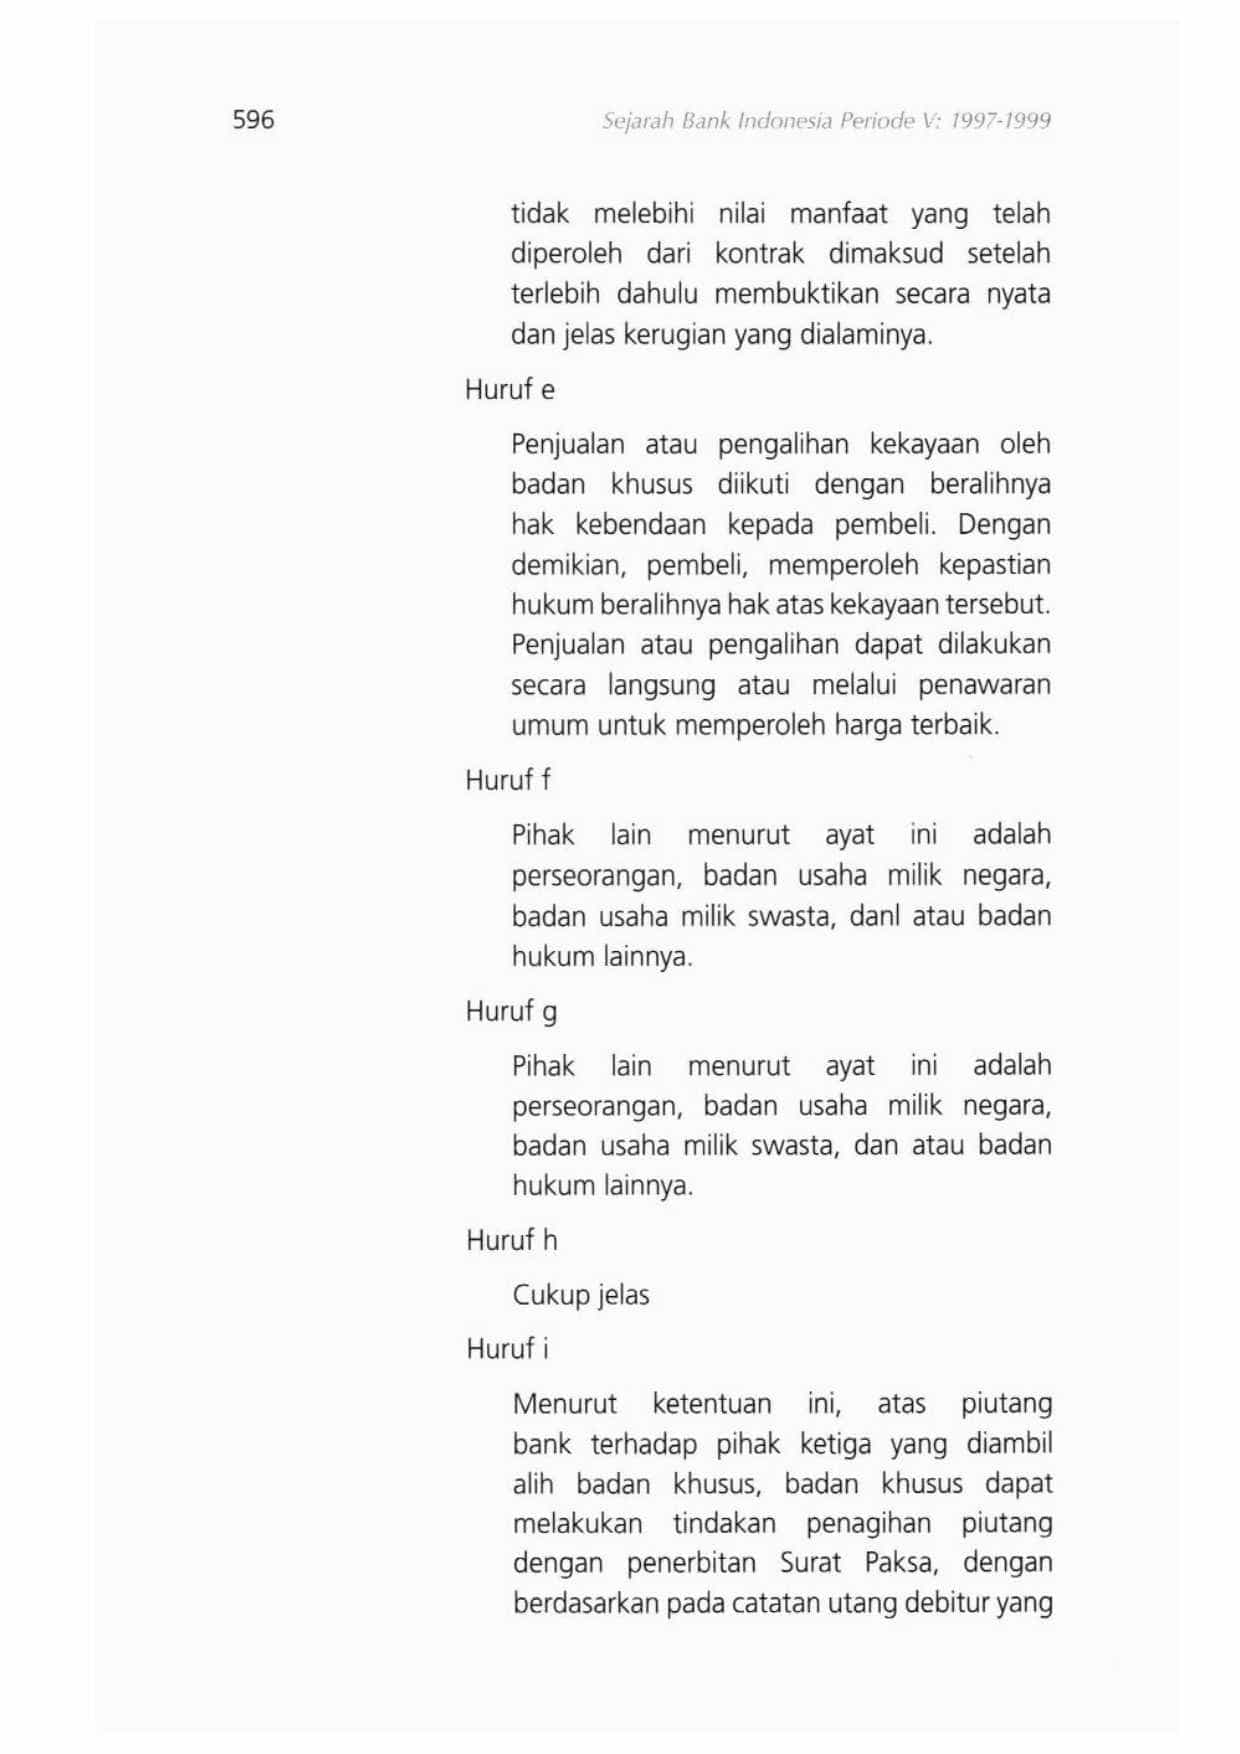 596
Sejarah Bank Indonesia Periode V: 1997-1999
tidak melebihi nilai manfaat yang telah
diperoleh dari kontrak dimaksud setelah
terlebih dahulu membuktikan secara nyata
dan jelas kerugian yang dialaminya.
Huruf e
Penjualan atau pengalihan kekayaan oleh
badan khusus diikuti dengan beralihnya
hak kebendaan kepada pembeli. Dengan
demikian, pembeli, memperoleh kepastian
hukum beralihnya hak atas kekayaan tersebut.
Penjualan atau pengalihan dapat dilakukan
secara langsung atau melalui penawaran
umum untuk memperoleh harga terbaik.
Huruf f
Pihak lain menurut ayat ini adalah
perseorangan, badan usaha milik negara,
badan usaha milik swasta, danl atau badan
hukum lainnya.
Huruf g
Pihak lain menurut ayat ini adalah
perseorangan, badan usaha milik negara,
badan usaha milik swasta, dan atau badan
hukum lainnya.
Huruf h
Cukup jelas
Huruf i
Menurut ketentuan ini, atas piutang
bank terhadap pihak ketiga yang diambil
alih badan khusus, badan khusus dapat
melakukan tindakan penagihan piutang
dengan penerbitan Surat Paksa, dengan
berdasarkan pada catatan utang debitur yang